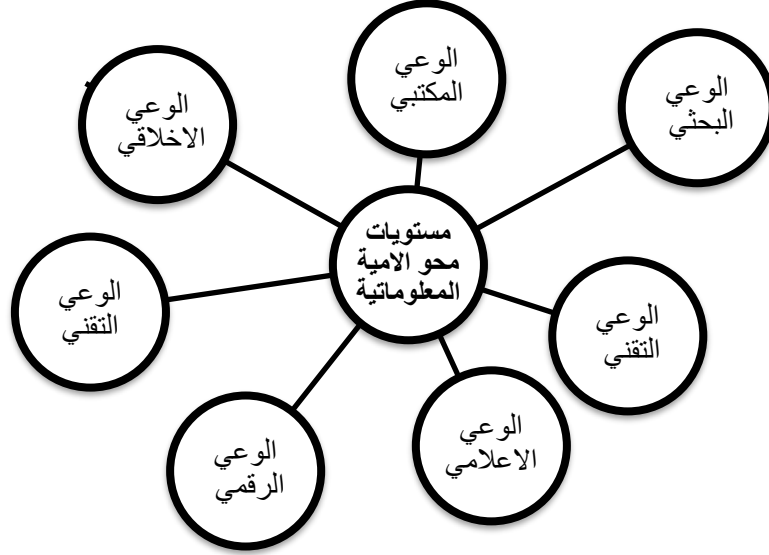 الوعي
المكتبي
الوعي
البحثي
الوعي
الاخلاقي
مستويات
محو الامية
المعلوماتية
الوعي
التقني
الوعي
التقني
الوعي
الاعلامي
الوعي
الرقمي